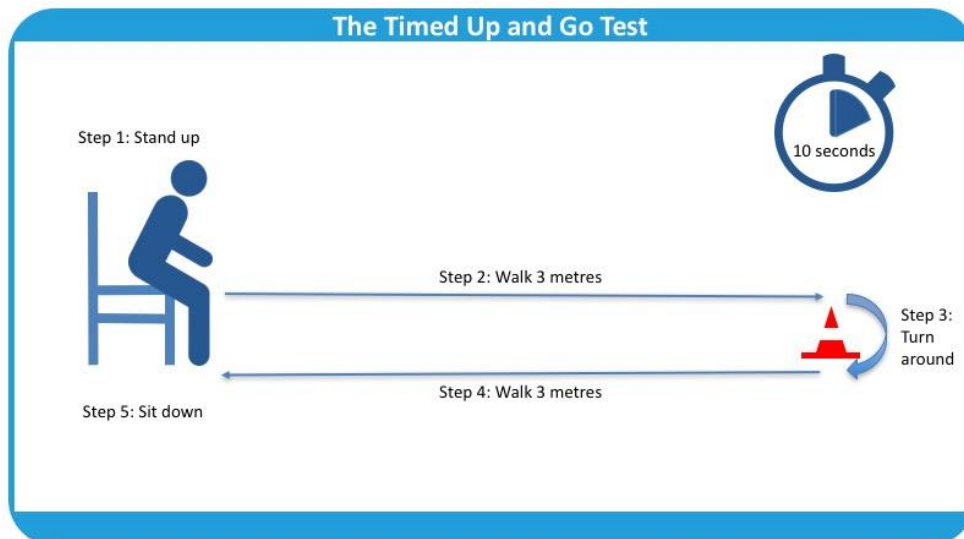 The Timed Up and Go Test
Step 1: Stand up
10 seconds
Step 2: Walk 3 metres
Step 3:
Turn
around
Step 4: Walk 3 metres
Step 5: Sit down